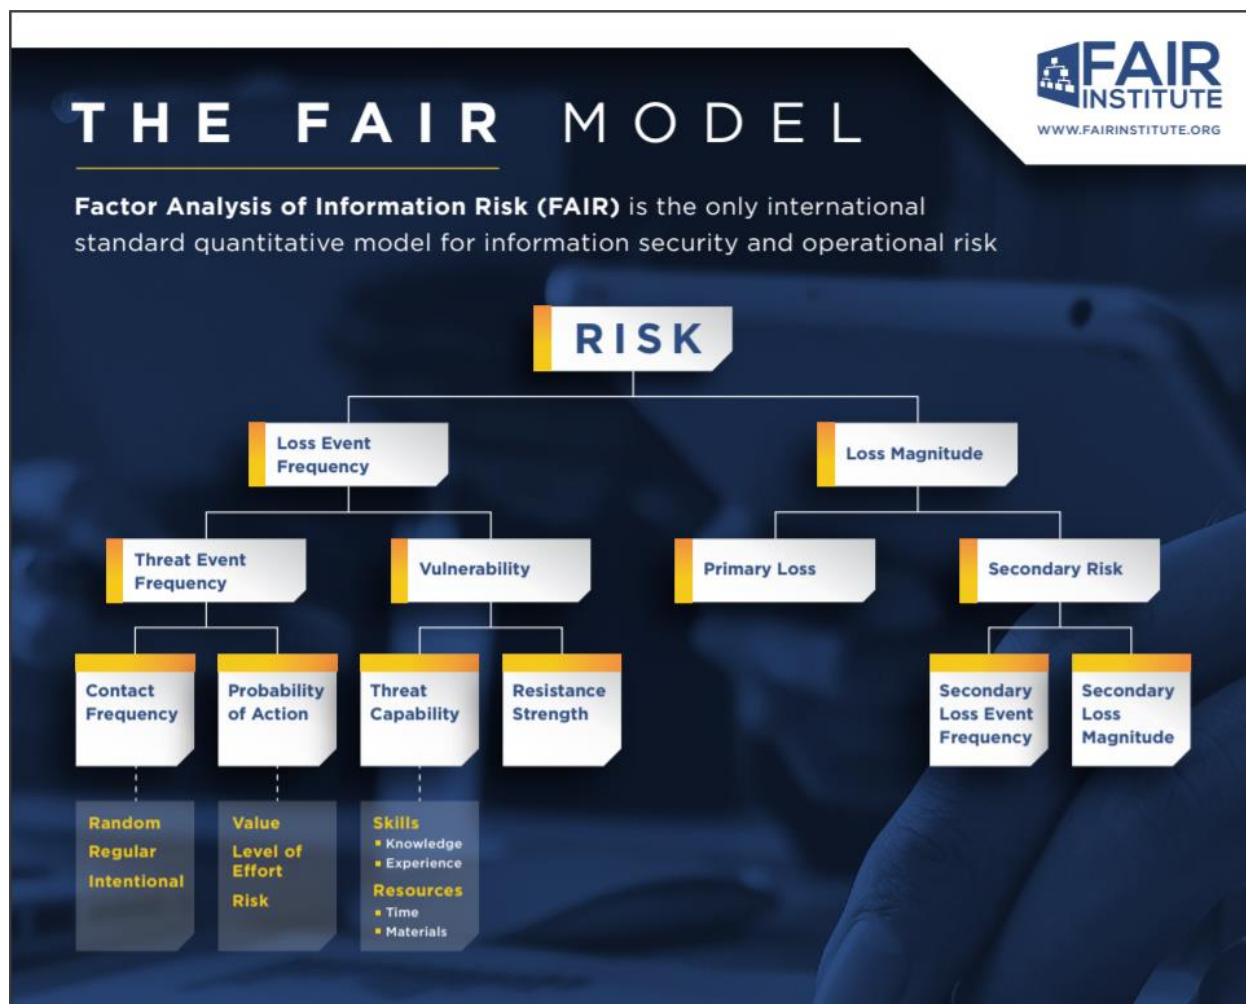 FAIR
INSTITUTE
WWW.FAIRINSTITUTE.ORG
THE FAIR MODEL
Factor Analysis of Information Risk (FAIR) is the only international
standard quantitative model for information security and operational risk
RISK
Loss Event
Frequency
Loss Magnitude
Threat Event
Frequency
Vulnerability
Primary Loss
Secondary Risk
Contact
Frequency
Probability
of Action
Threat
Capability
Resistance
Strength
Secondary
Loss Event
Frequency
Secondary
Loss
Magnitude
Random
Regular
Intentional
Value
Level of
Effort
Risk
Skills
▪ Knowledge
▪ Experience
Resources
▪ Time
▪ Materials